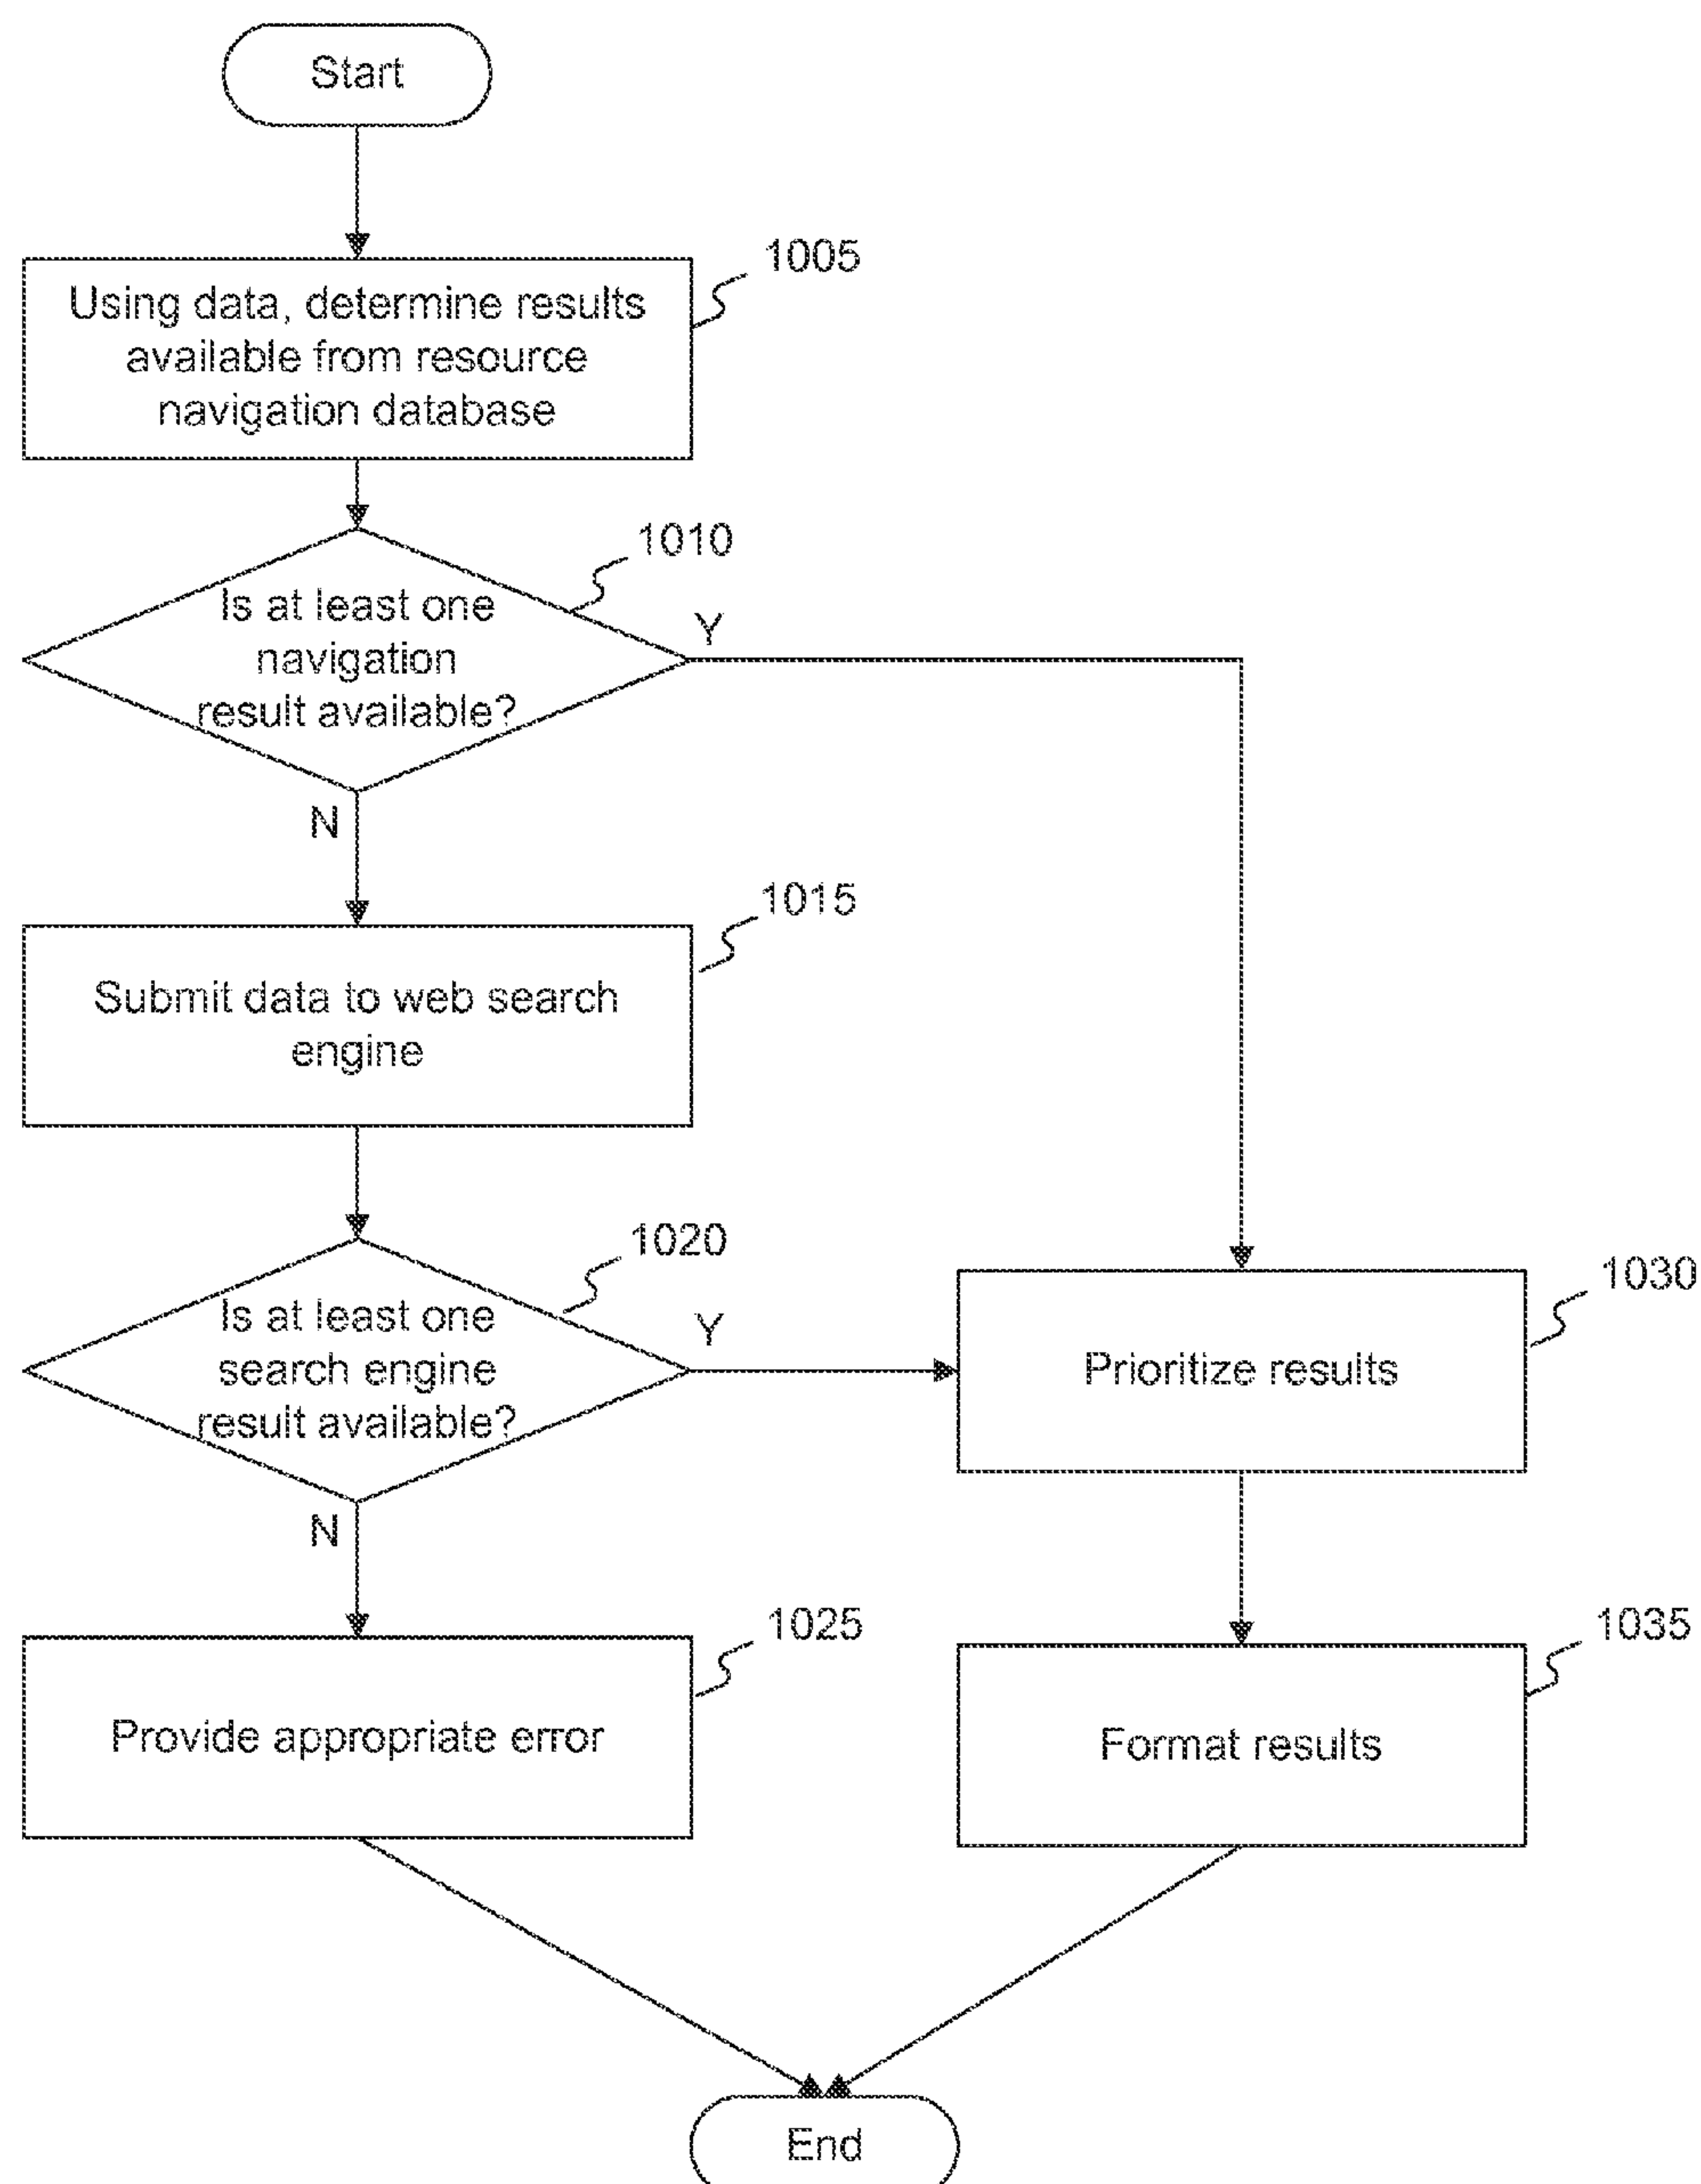 Start
1005
Using data, determine results
available from resource
navigation database
1010
Is at least one
navigation
result available?
Y
N
1015
Submit data to web search
engine
1020
Is at least one
search engine
result available?
Y
1030
Prioritize results
N
1025
Provide appropriate error
1035
Format results
End